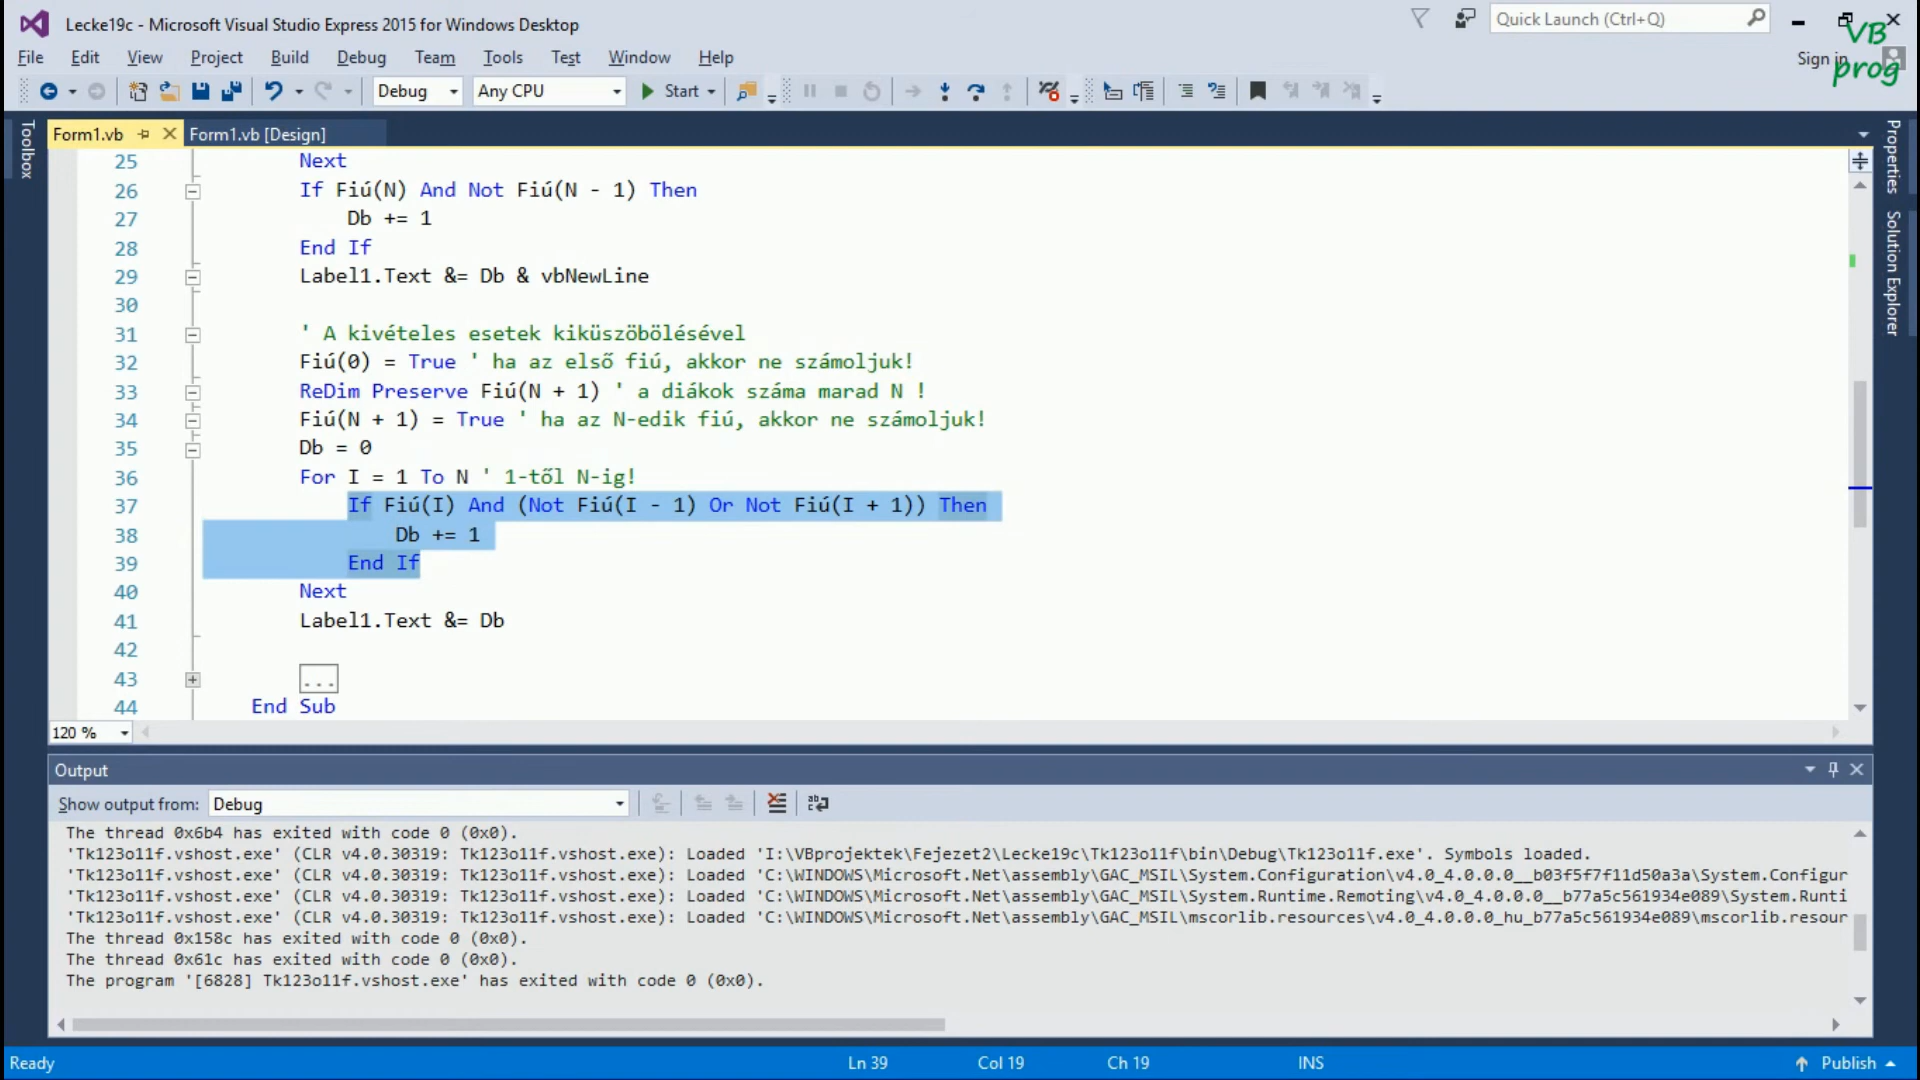 Lecke19c - Microsoft Visual Studio Express 2015 for Windows Desktop
Quick Launch (Ctrl+Q)
VB
prog
File Edit View Project Build Debug Team Tools Test Window Help
Sign in
Debug Any CPU Start
Toolbox
Form1.vb Form1.vb [Design]
Properties
Solution Explorer
25 Next
26 If Fiú(N) And Not Fiú(N - 1) Then
27 Db += 1
28 End If
29 Label1.Text &= Db & vbNewLine
30
31 ' A kivételes esetek kiküszöbölésével
32 Fiú(0) = True ' ha az első fiú, akkor ne számoljuk!
33 ReDim Preserve Fiú(N + 1) ' a diákok száma marad N !
34 Fiú(N + 1) = True ' ha az N-edik fiú, akkor ne számoljuk!
35 Db = 0
36 For I = 1 To N ' 1-től N-ig!
37 If Fiú(I) And (Not Fiú(I - 1) Or Not Fiú(I + 1)) Then
38 Db += 1
39 End If
40 Next
41 Label1.Text &= Db
42
43 ...
44 End Sub
120 %
Output
Show output from: Debug
The thread 0x6b4 has exited with code 0 (0x0).
'Tk123o11f.vshost.exe' (CLR v4.0.30319: Tk123o11f.vshost.exe): Loaded 'I:\VBprojektek\Fejezet2\Lecke19c\Tk123o11f\bin\Debug\Tk123o11f.exe'. Symbols loaded.
'Tk123o11f.vshost.exe' (CLR v4.0.30319: Tk123o11f.vshost.exe): Loaded 'C:\WINDOWS\Microsoft.Net\assembly\GAC_MSIL\System.Configuration\v4.0_4.0.0.0__b03f5f7f11d50a3a\System.Configur
'Tk123o11f.vshost.exe' (CLR v4.0.30319: Tk123o11f.vshost.exe): Loaded 'C:\WINDOWS\Microsoft.Net\assembly\GAC_MSIL\System.Runtime.Remoting\v4.0_4.0.0.0__b77a5c561934e089\System.Runti
'Tk123o11f.vshost.exe' (CLR v4.0.30319: Tk123o11f.vshost.exe): Loaded 'C:\WINDOWS\Microsoft.Net\assembly\GAC_MSIL\mscorlib.resources\v4.0_4.0.0.0_hu_b77a5c561934e089\mscorlib.resour
The thread 0x158c has exited with code 0 (0x0).
The thread 0x61c has exited with code 0 (0x0).
The program '[6828] Tk123o11f.vshost.exe' has exited with code 0 (0x0).
Ready Ln 39 Col 19 Ch 19 INS Publish